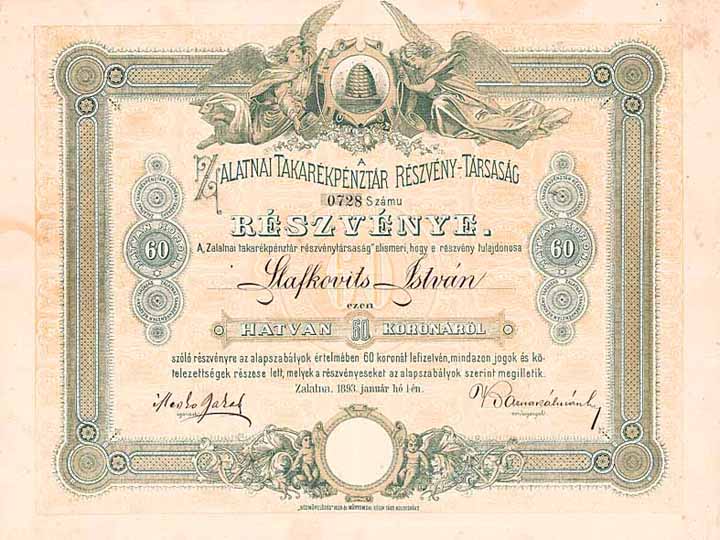 A
ZALATNAI TAKARÉKPÉNZTÁR RÉSZVÉNY-TÁRSASÁG
0728 Számu
RÉSZVÉNYE.
A „Zalatnai takarékpénztár részvénytársaság" elismeri, hogy e részvény tulajdonosa
Slafkovits István
ezen
HATVAN 60 KORONÁRÓL
szóló részvényre az alapszabályok értelmében 60 koronát lefizetvén, mindazon jogok és kö-
telezettségek részese lett, melyek a részvényeseket az alapszabályok szerint megilletik.
Zalatna, 1893. január hó 1-én.
60
60